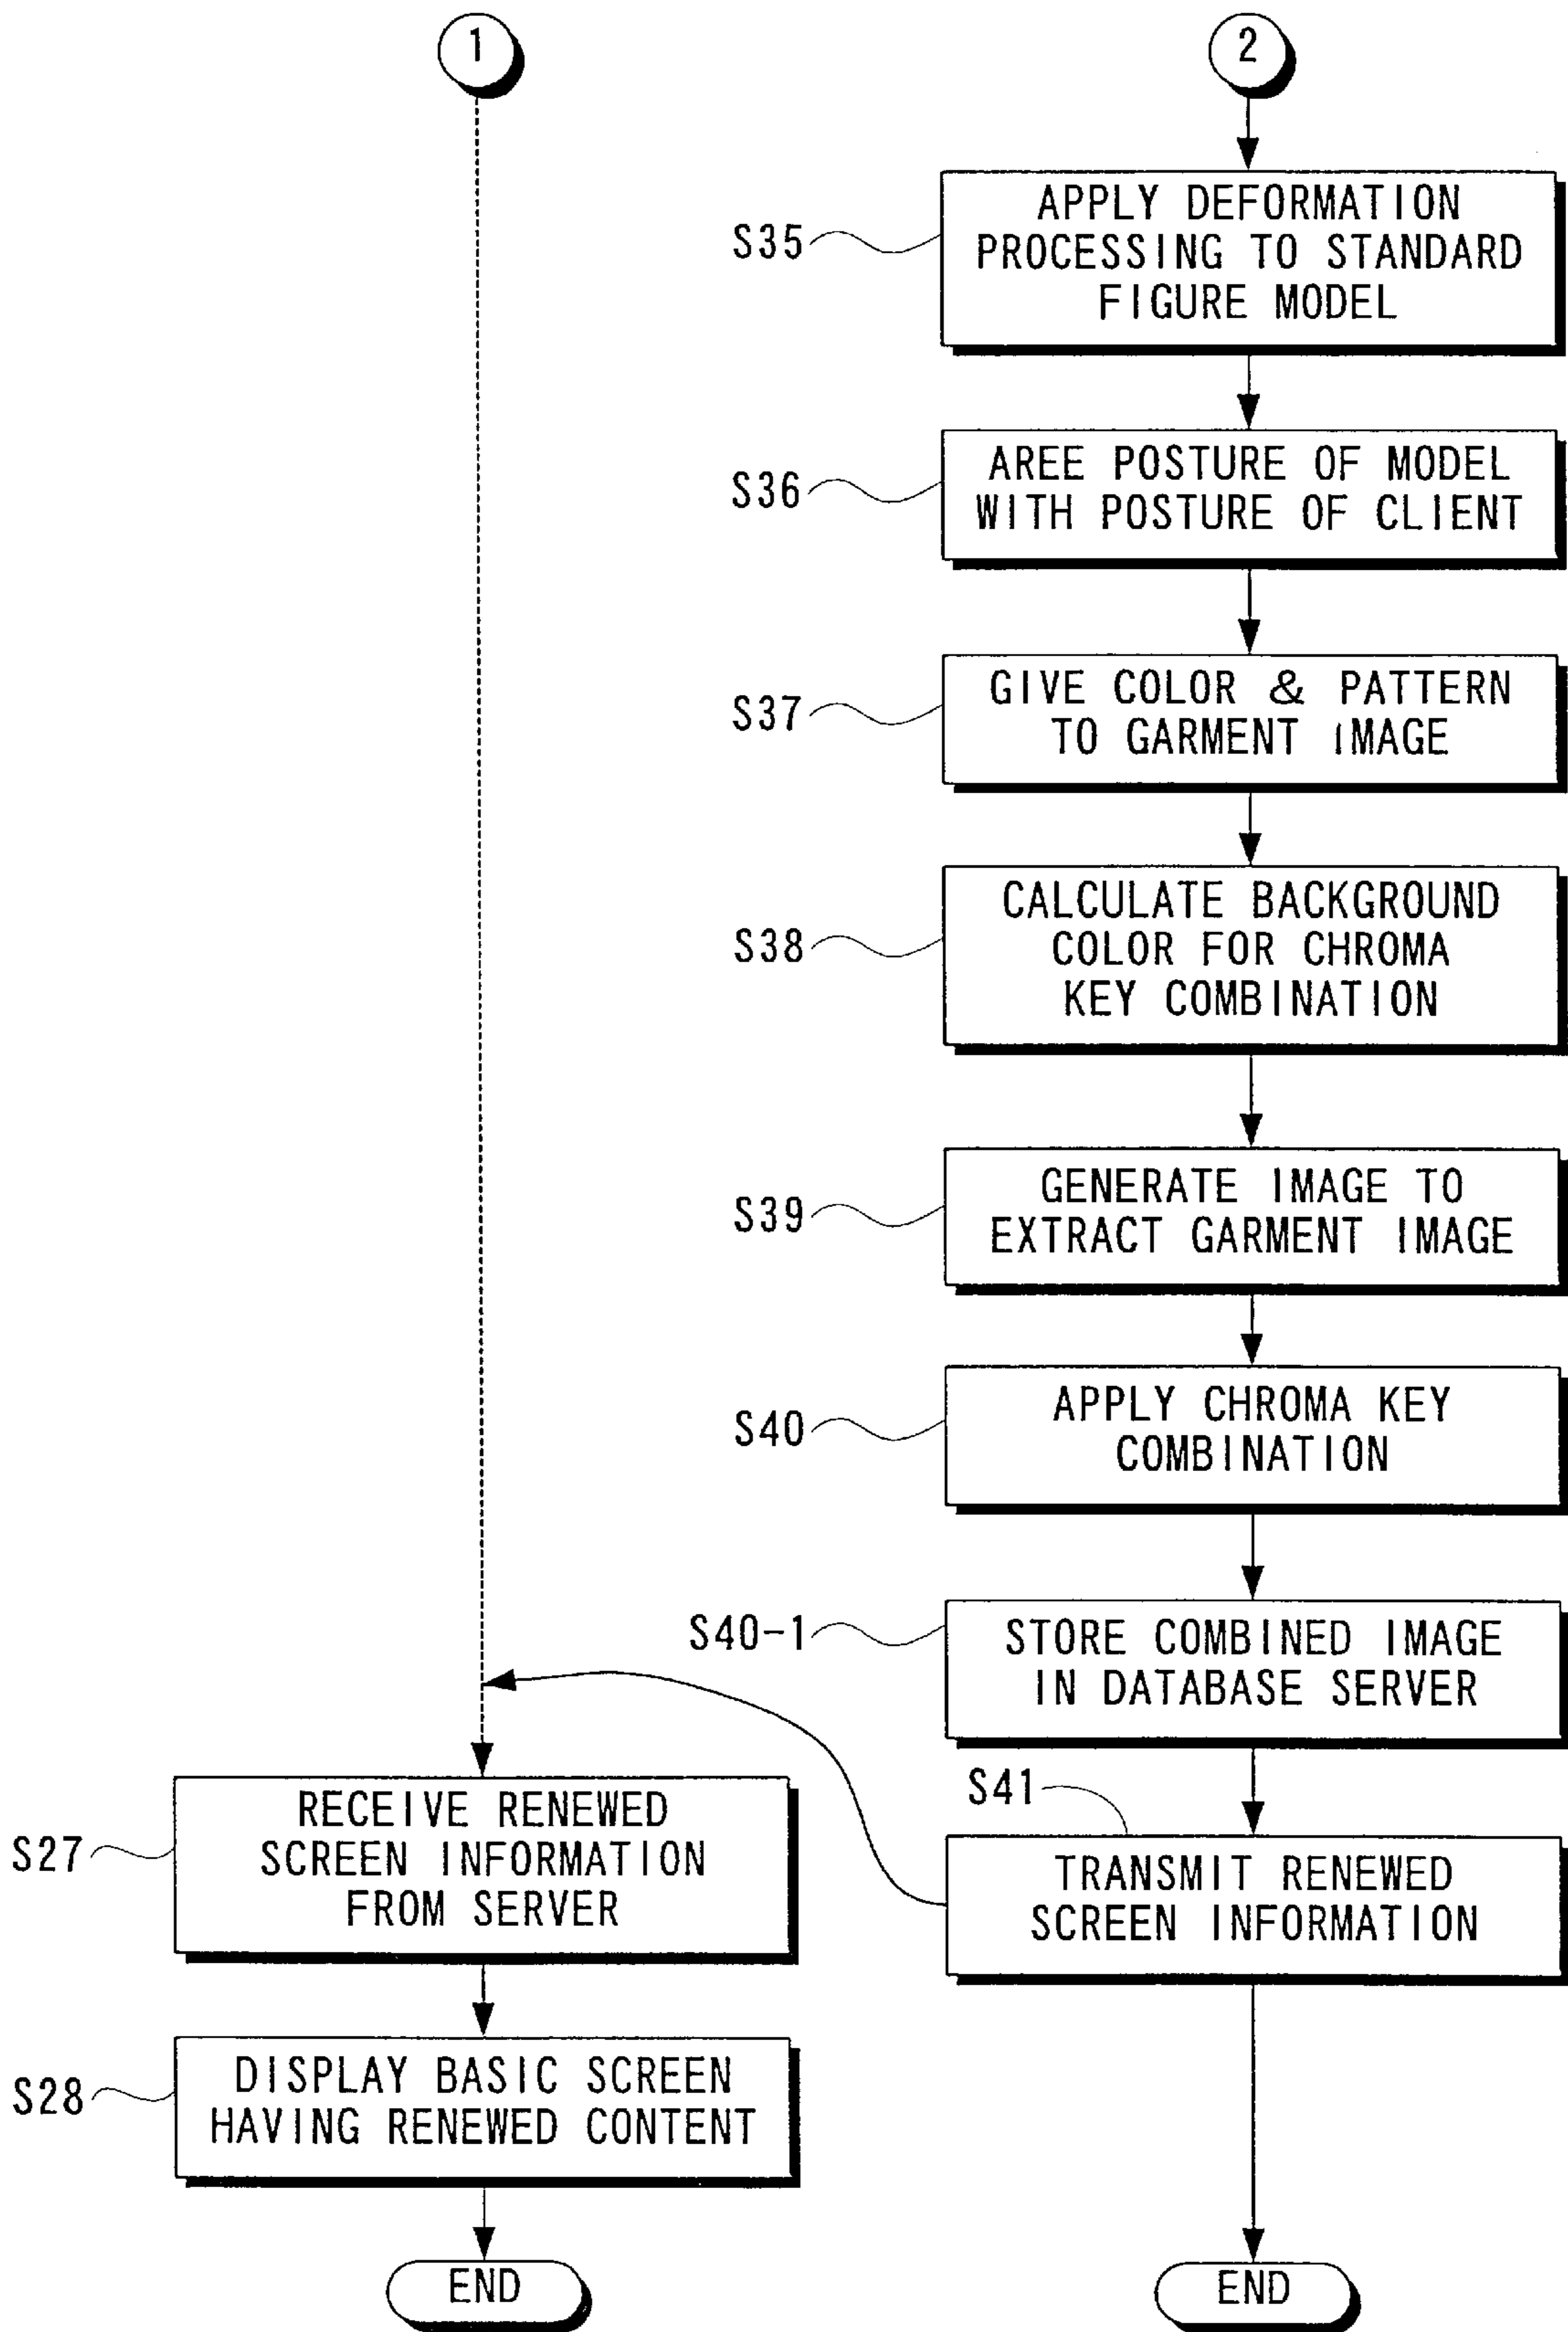 1
2
S35
APPLY DEFORMATION
PROCESSING TO STANDARD
FIGURE MODEL
S36
AREE POSTURE OF MODEL
WITH POSTURE OF CLIENT
S37
GIVE COLOR & PATTERN
TO GARMENT IMAGE
S38
CALCULATE BACKGROUND
COLOR FOR CHROMA
KEY COMBINATION
S39
GENERATE IMAGE TO
EXTRACT GARMENT IMAGE
S40
APPLY CHROMA KEY
COMBINATION
S40-1
STORE COMBINED IMAGE
IN DATABASE SERVER
S41
TRANSMIT RENEWED
SCREEN INFORMATION
S27
RECEIVE RENEWED
SCREEN INFORMATION
FROM SERVER
S28
DISPLAY BASIC SCREEN
HAVING RENEWED CONTENT
END
END